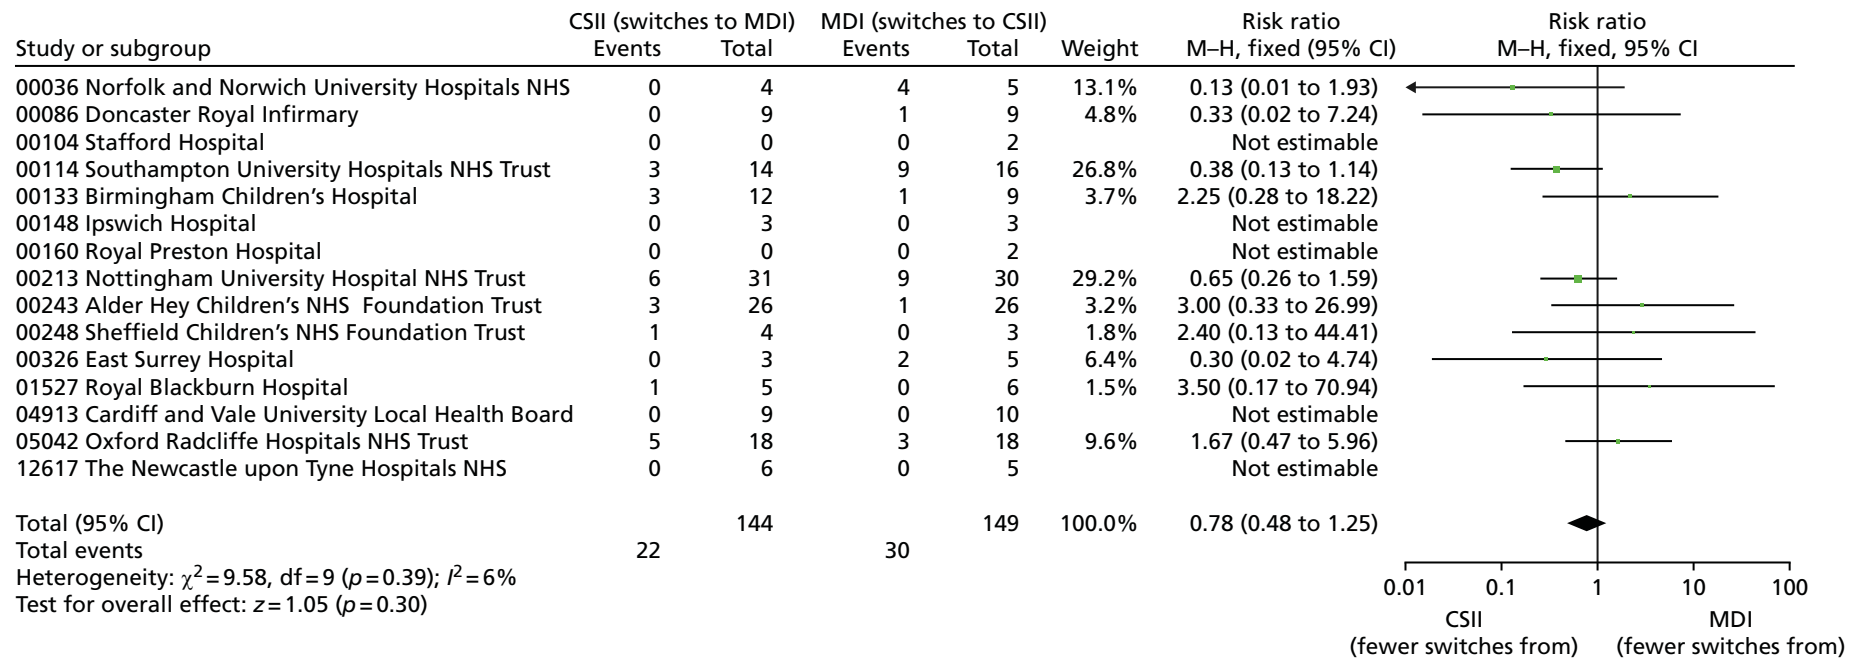 CSII (switches to MDI) MDI (switches to CSII) Risk ratio Risk ratio
Study or subgroup Events Total Events Total Weight M–H, fixed (95% CI) M–H, fixed, 95% CI
00036 Norfolk and Norwich University Hospitals NHS 0 4 4 5 13.1% 0.13 (0.01 to 1.93)
00086 Doncaster Royal Infirmary 0 9 1 9 4.8% 0.33 (0.02 to 7.24)
00104 Stafford Hospital 0 0 0 2 Not estimable
00114 Southampton University Hospitals NHS Trust 3 14 9 16 26.8% 0.38 (0.13 to 1.14)
00133 Birmingham Children’s Hospital 3 12 1 9 3.7% 2.25 (0.28 to 18.22)
00148 Ipswich Hospital 0 3 0 3 Not estimable
00160 Royal Preston Hospital 0 0 0 2 Not estimable
00213 Nottingham University Hospital NHS Trust 6 31 9 30 29.2% 0.65 (0.26 to 1.59)
00243 Alder Hey Children’s NHS Foundation Trust 3 26 1 26 3.2% 3.00 (0.33 to 26.99)
00248 Sheffield Children’s NHS Foundation Trust 1 4 0 3 1.8% 2.40 (0.13 to 44.41)
00326 East Surrey Hospital 0 3 2 5 6.4% 0.30 (0.02 to 4.74)
01527 Royal Blackburn Hospital 1 5 0 6 1.5% 3.50 (0.17 to 70.94)
04913 Cardiff and Vale University Local Health Board 0 9 0 10 Not estimable
05042 Oxford Radcliffe Hospitals NHS Trust 5 18 3 18 9.6% 1.67 (0.47 to 5.96)
12617 The Newcastle upon Tyne Hospitals NHS 0 6 0 5 Not estimable
Total (95% CI) 144 149 100.0% 0.78 (0.48 to 1.25)
Total events 22 30
Heterogeneity: χ²=9.58, df=9 (p=0.39); I²=6%
Test for overall effect: z=1.05 (p=0.30)
0.01 0.1 1 10 100
CSII MDI
(fewer switches from) (fewer switches from)